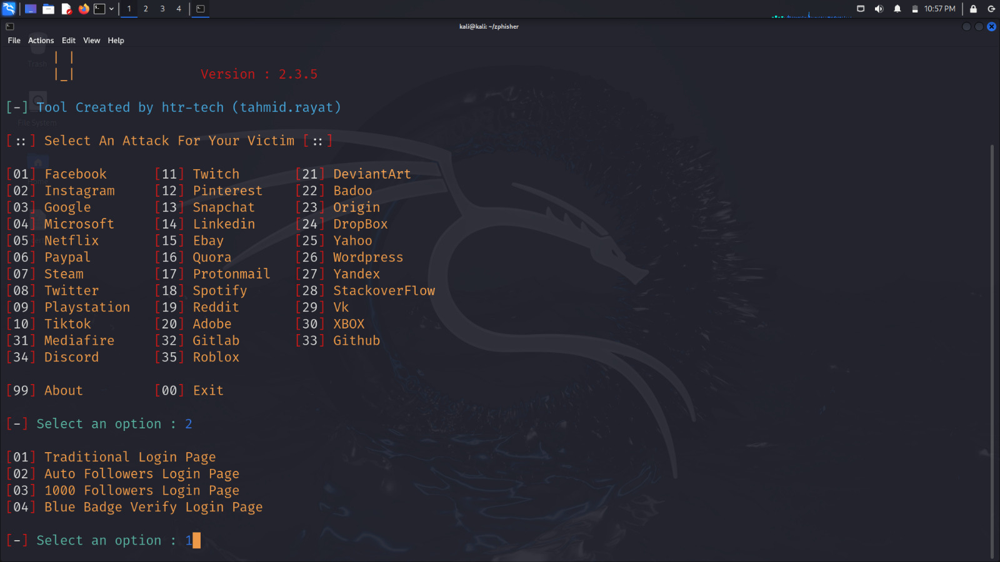 1 2 3 4
10:57 PM
kali@kali: ~/zphisher
File Actions Edit View Help
Trash
Version : 2.3.5
[-] Tool Created by htr-tech (tahmid.rayat)
File System
[::] Select An Attack For Your Victim [::]
[01] Facebook [11] Twitch [21] DeviantArt
Home
[02] Instagram [12] Pinterest [22] Badoo
[03] Google [13] Snapchat [23] Origin
[04] Microsoft [14] Linkedin [24] DropBox
[05] Netflix [15] Ebay [25] Yahoo
[06] Paypal [16] Quora [26] Wordpress
[07] Steam [17] Protonmail [27] Yandex
[08] Twitter [18] Spotify [28] StackoverFlow
[09] Playstation [19] Reddit [29] Vk
[10] Tiktok [20] Adobe [30] XBOX
[31] Mediafire [32] Gitlab [33] Github
[34] Discord [35] Roblox
[99] About [00] Exit
[-] Select an option : 2
[01] Traditional Login Page
[02] Auto Followers Login Page
[03] 1000 Followers Login Page
[04] Blue Badge Verify Login Page
[-] Select an option : 1